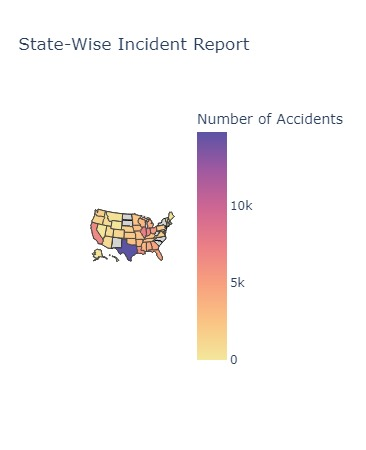 State-Wise Incident Report
Number of Accidents
10k
5k
0